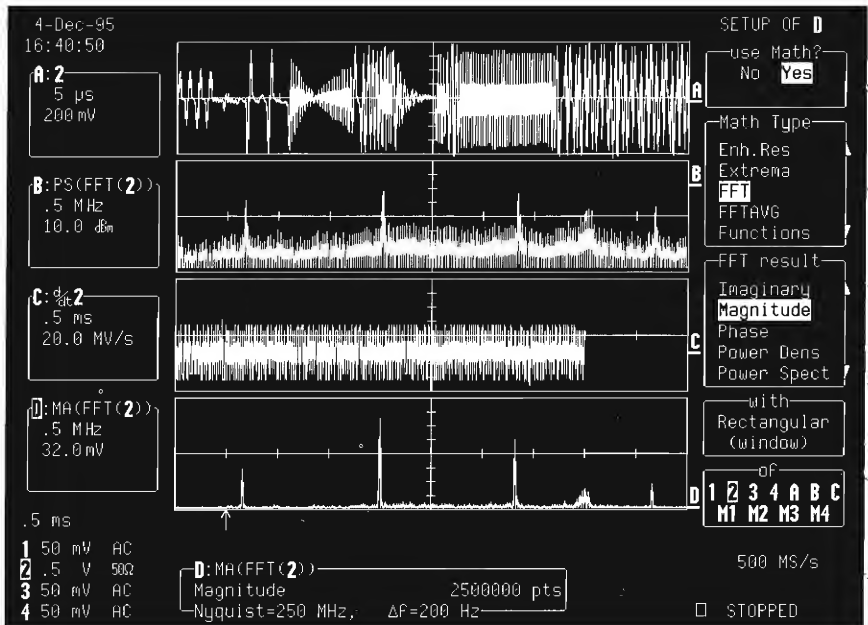 4-Dec-95
16:40:50
A:2
5 µs
200mV
B:PS(FFT(2))
.5 MHz
10.0 dBm
C:d/dt2
.5 ms
20.0 MV/s
D:MA(FFT(2))
.5 MHz
32.0mV
.5 ms
1 50 mV AC
2 .5 V 50Ω
3 50 mV AC
4 50 mV AC
A
B
C
D
D:MA(FFT(2))
Magnitude 2500000 pts
Nyquist=250 MHz, Δf=200 Hz
SETUP OF D
use Math?
No Yes
Math Type
Enh.Res
Extrema
FFT
FFTAVG
Functions
FFT result
Imaginary
Magnitude
Phase
Power Dens
Power Spect
with
Rectangular
(window)
of
1 2 3 4 A B C
M1 M2 M3 M4
500 MS/s
STOPPED